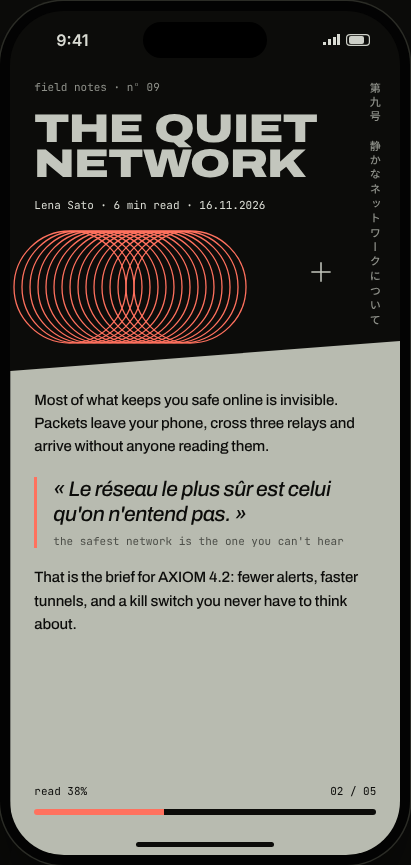 9:41
field notes · n° 09
THE QUIET
NETWORK
Lena Sato · 6 min read · 16.11.2026
第九号 静かなネットワークについて
Most of what keeps you safe online is invisible.
Packets leave your phone, cross three relays and
arrive without anyone reading them.
« Le réseau le plus sûr est celui
qu'on n'entend pas. »
the safest network is the one you can't hear
That is the brief for AXIOM 4.2: fewer alerts, faster
tunnels, and a kill switch you never have to think
about.
read 38%
02 / 05